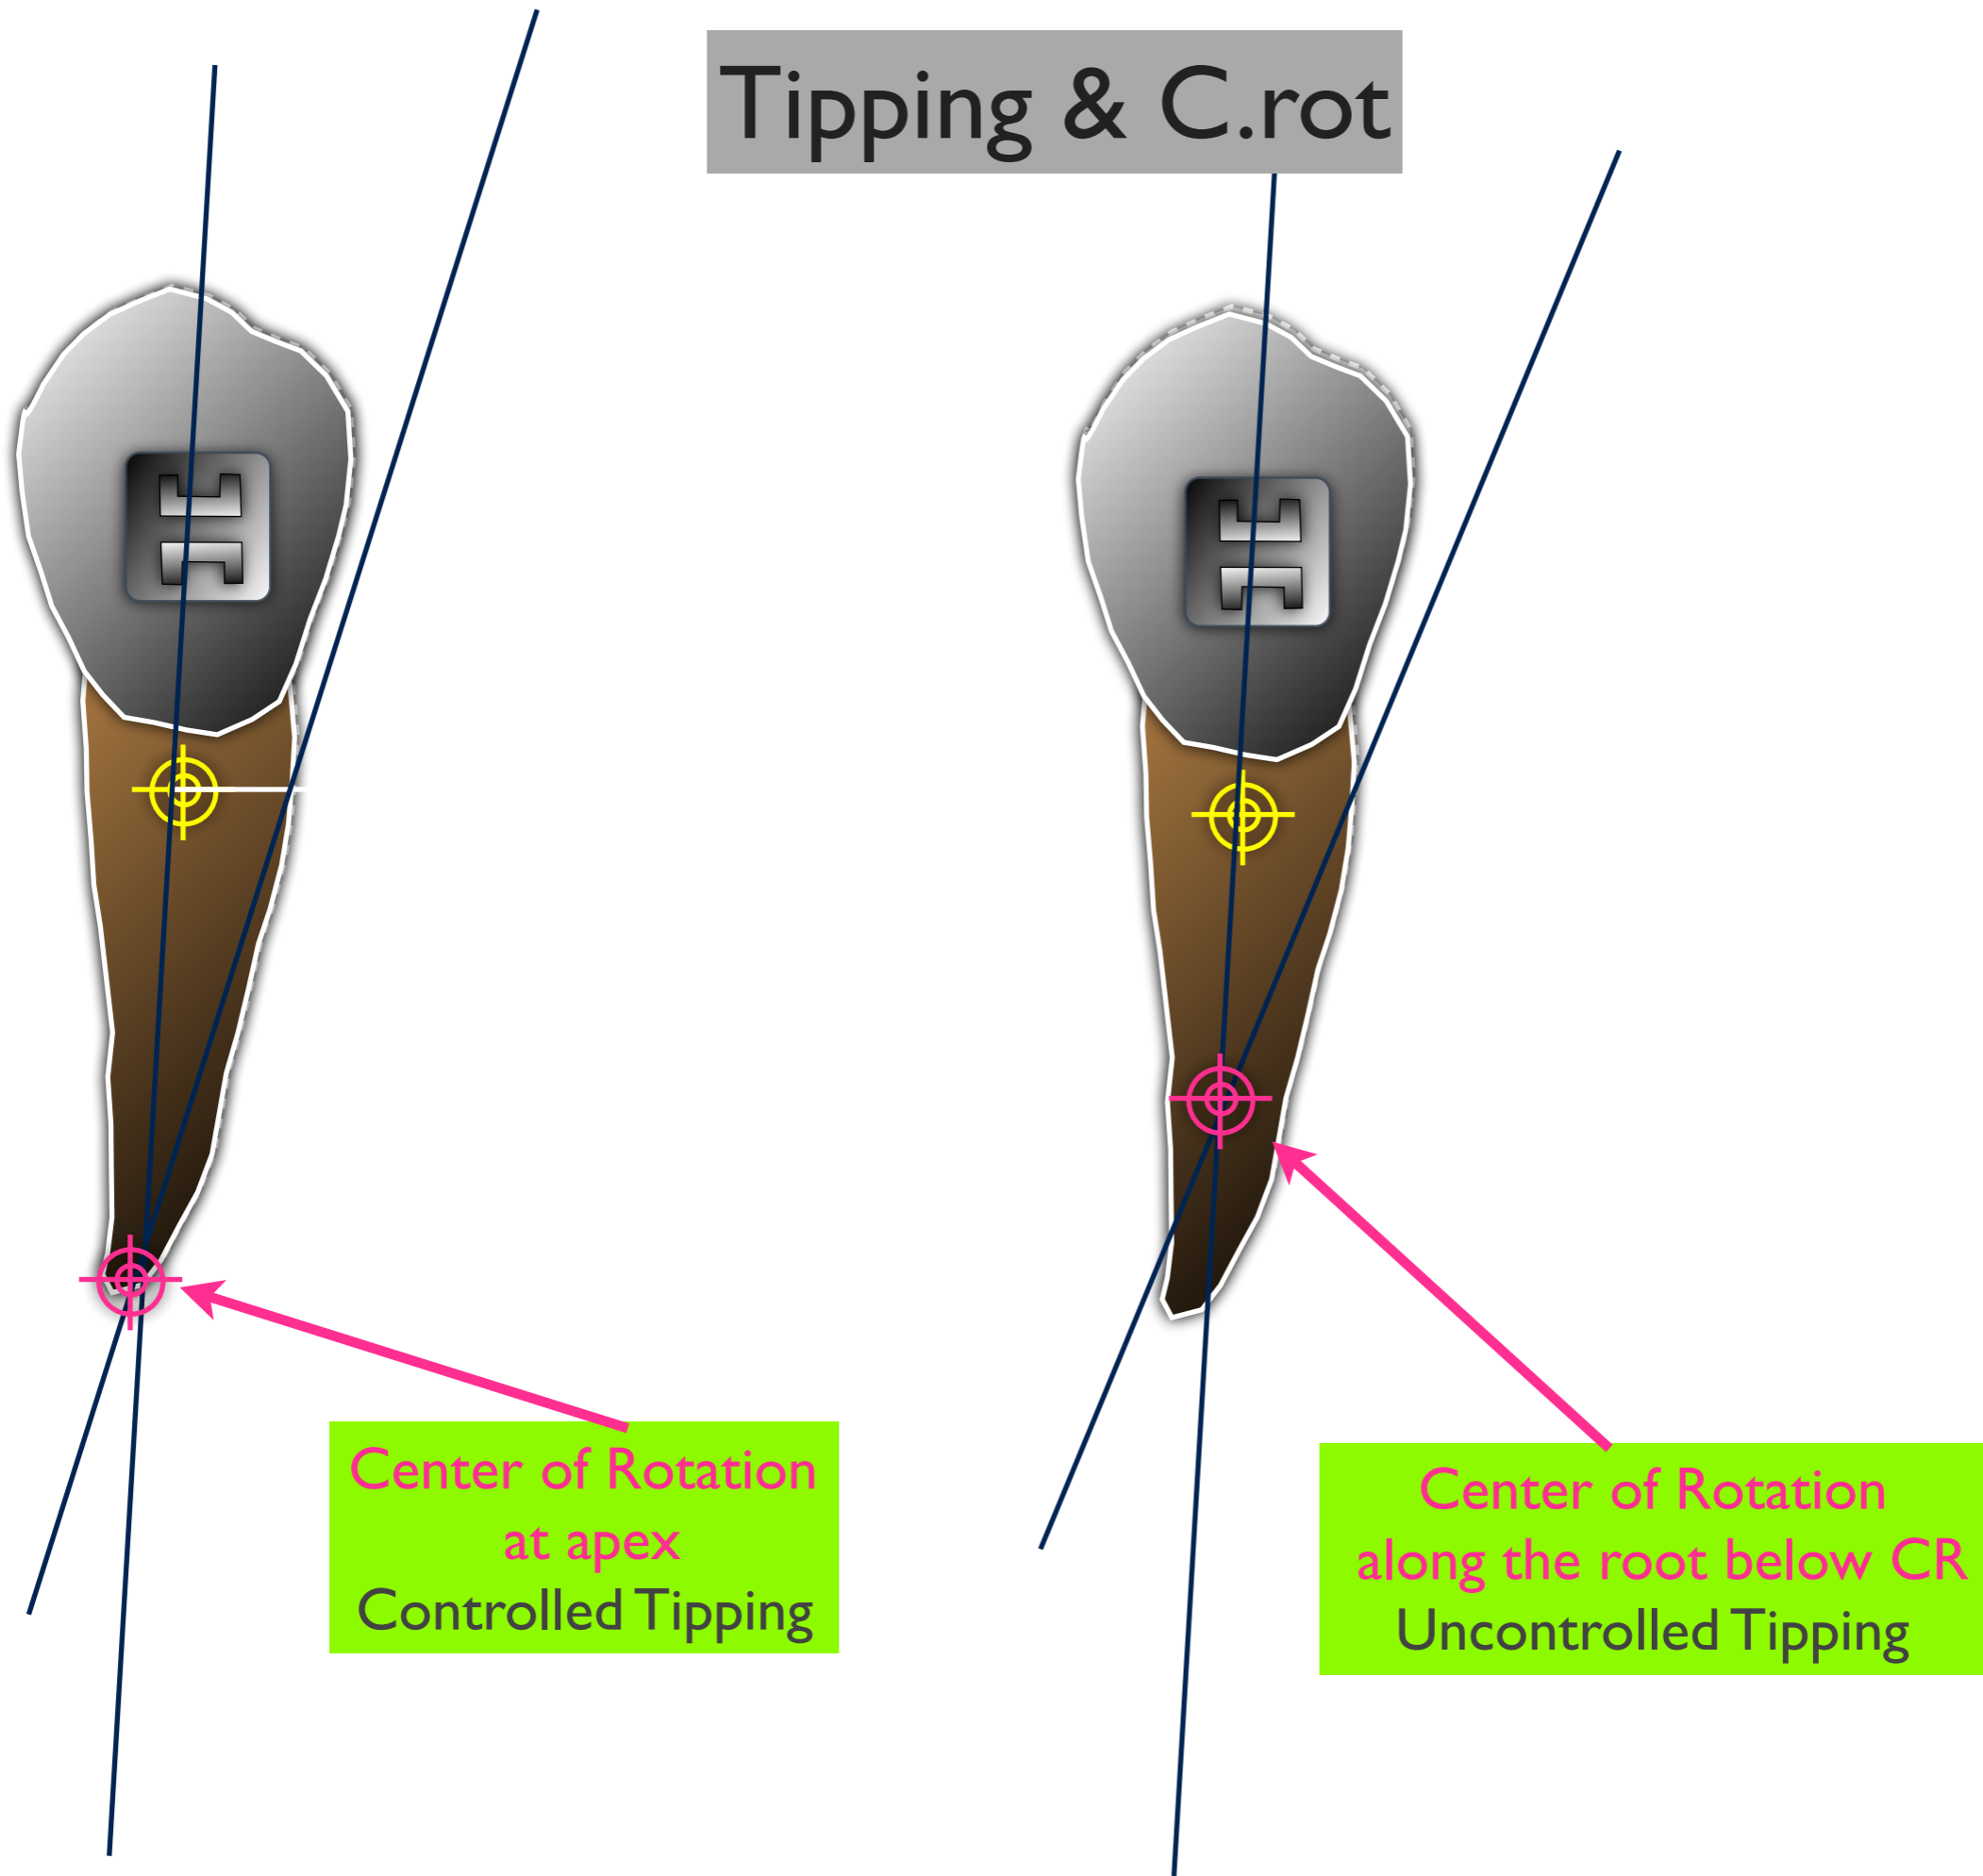 Tipping & C.rot
Center of Rotation
at apex
Controlled Tipping
Center of Rotation
along the root below CR
Uncontrolled Tipping